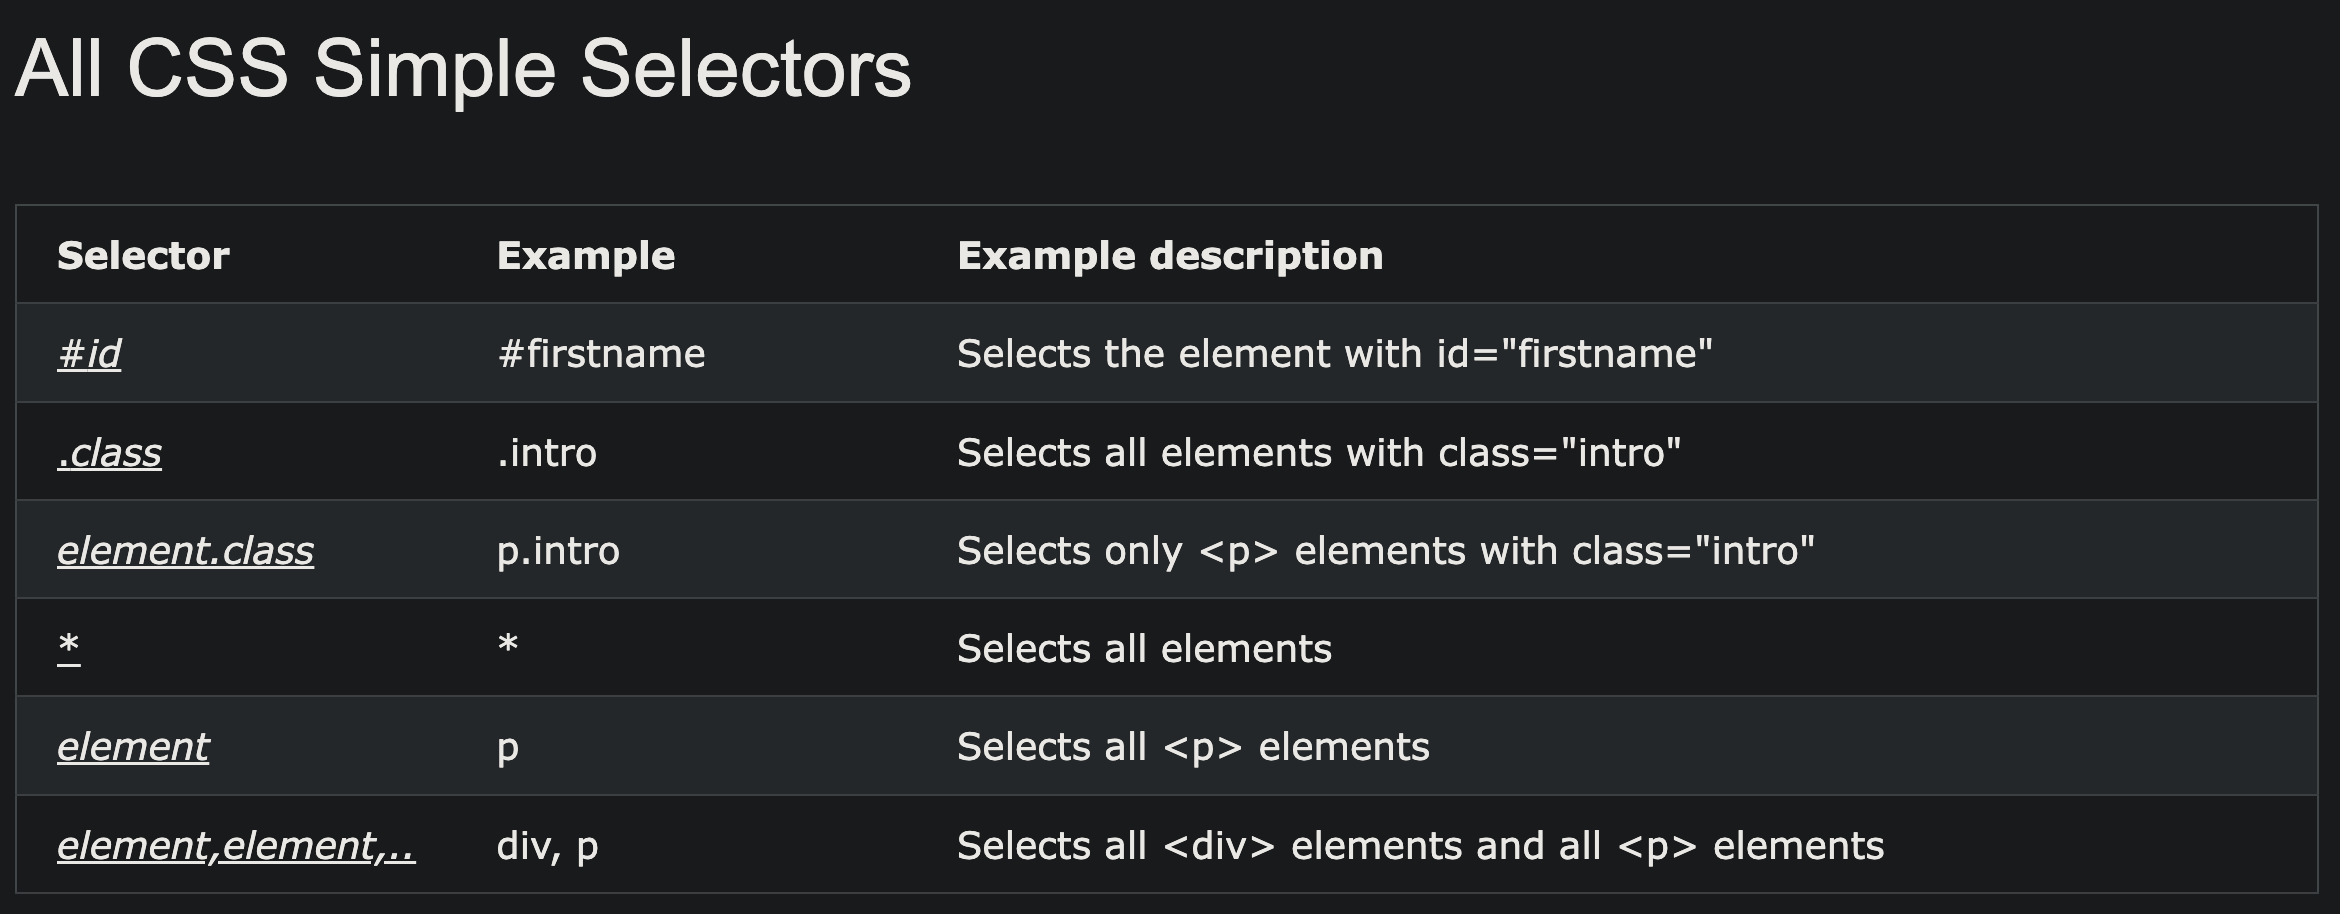 All CSS Simple Selectors
Selector Example Example description
#id #firstname Selects the element with id="firstname"
.class .intro Selects all elements with class="intro"
element.class p.intro Selects only <p> elements with class="intro"
* * Selects all elements
element p Selects all <p> elements
element,element,.. div, p Selects all <div> elements and all <p> elements